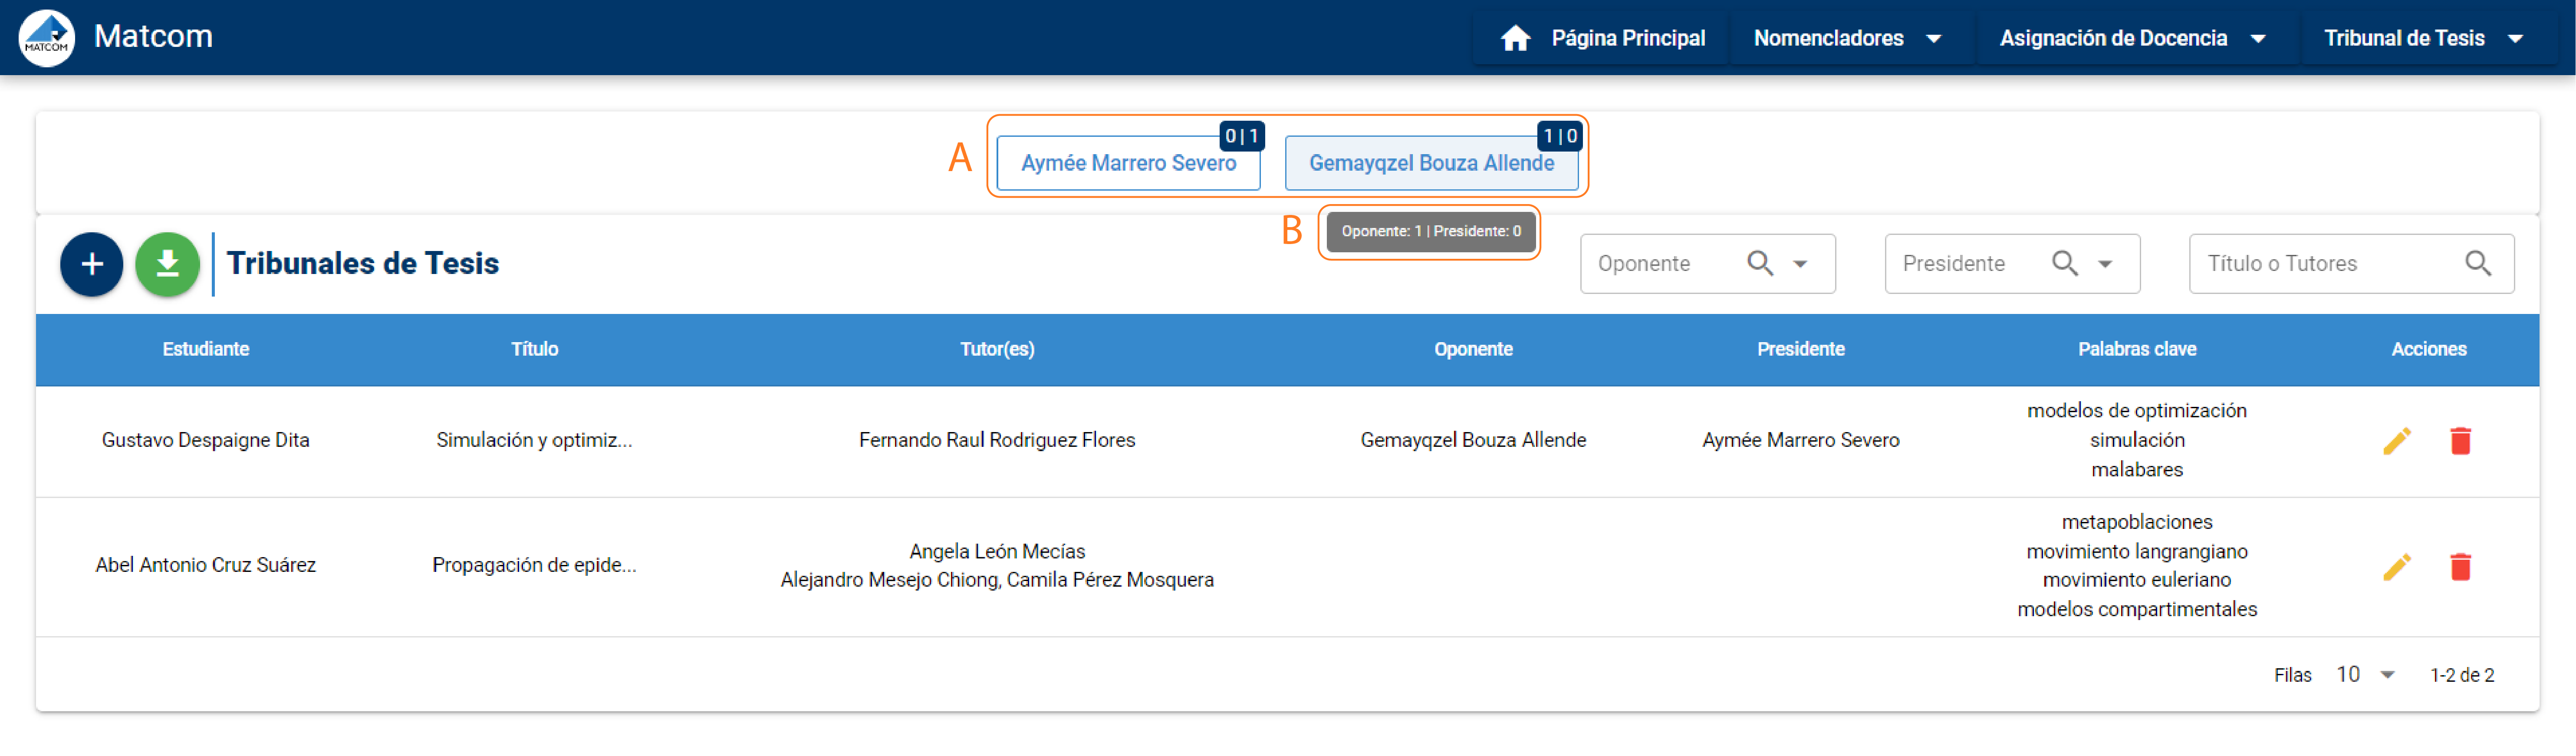 MATCOM
Matcom
Página Principal
Nomencladores
Asignación de Docencia
Tribunal de Tesis
A
Aymée Marrero Severo
0 | 1
Gemayqzel Bouza Allende
1 | 0
B
Oponente: 1 | Presidente: 0
+
Tribunales de Tesis
Oponente
Presidente
Título o Tutores
Estudiante
Título
Tutor(es)
Oponente
Presidente
Palabras clave
Acciones
Gustavo Despaigne Dita
Simulación y optimiz...
Fernando Raul Rodriguez Flores
Gemayqzel Bouza Allende
Aymée Marrero Severo
modelos de optimización
simulación
malabares
Abel Antonio Cruz Suárez
Propagación de epide...
Angela León Mecías
Alejandro Mesejo Chiong, Camila Pérez Mosquera
metapoblaciones
movimiento langrangiano
movimiento euleriano
modelos compartimentales
Filas
10
1-2 de 2